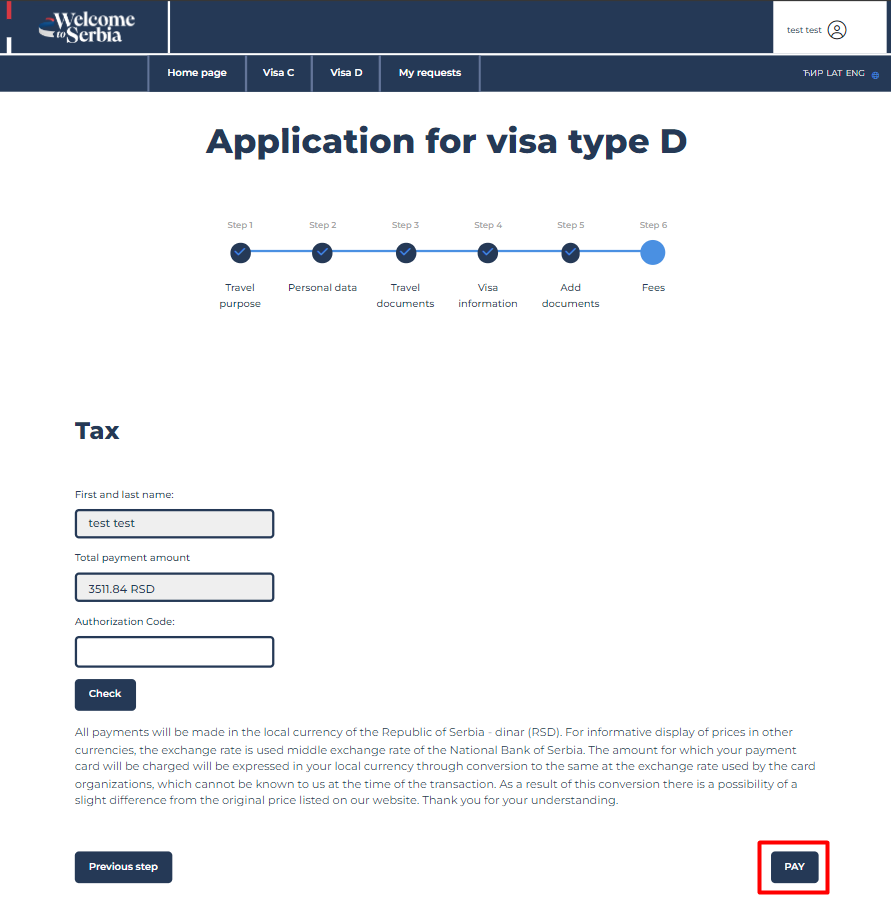 Welcome
to Serbia
test test
Home page
Visa C
Visa D
My requests
ЋИР LAT ENG
Application for visa type D
Step 1
Step 2
Step 3
Step 4
Step 5
Step 6
Travel
purpose
Personal data
Travel
documents
Visa
information
Add
documents
Fees
Tax
First and last name:
test test
Total payment amount
3511.84 RSD
Authorization Code:
Check
All payments will be made in the local currency of the Republic of Serbia - dinar (RSD). For informative display of prices in other
currencies, the exchange rate is used middle exchange rate of the National Bank of Serbia. The amount for which your payment
card will be charged will be expressed in your local currency through conversion to the same at the exchange rate used by the card
organizations, which cannot be known to us at the time of the transaction. As a result of this conversion there is a possibility of a
slight difference from the original price listed on our website. Thank you for your understanding.
Previous step
PAY